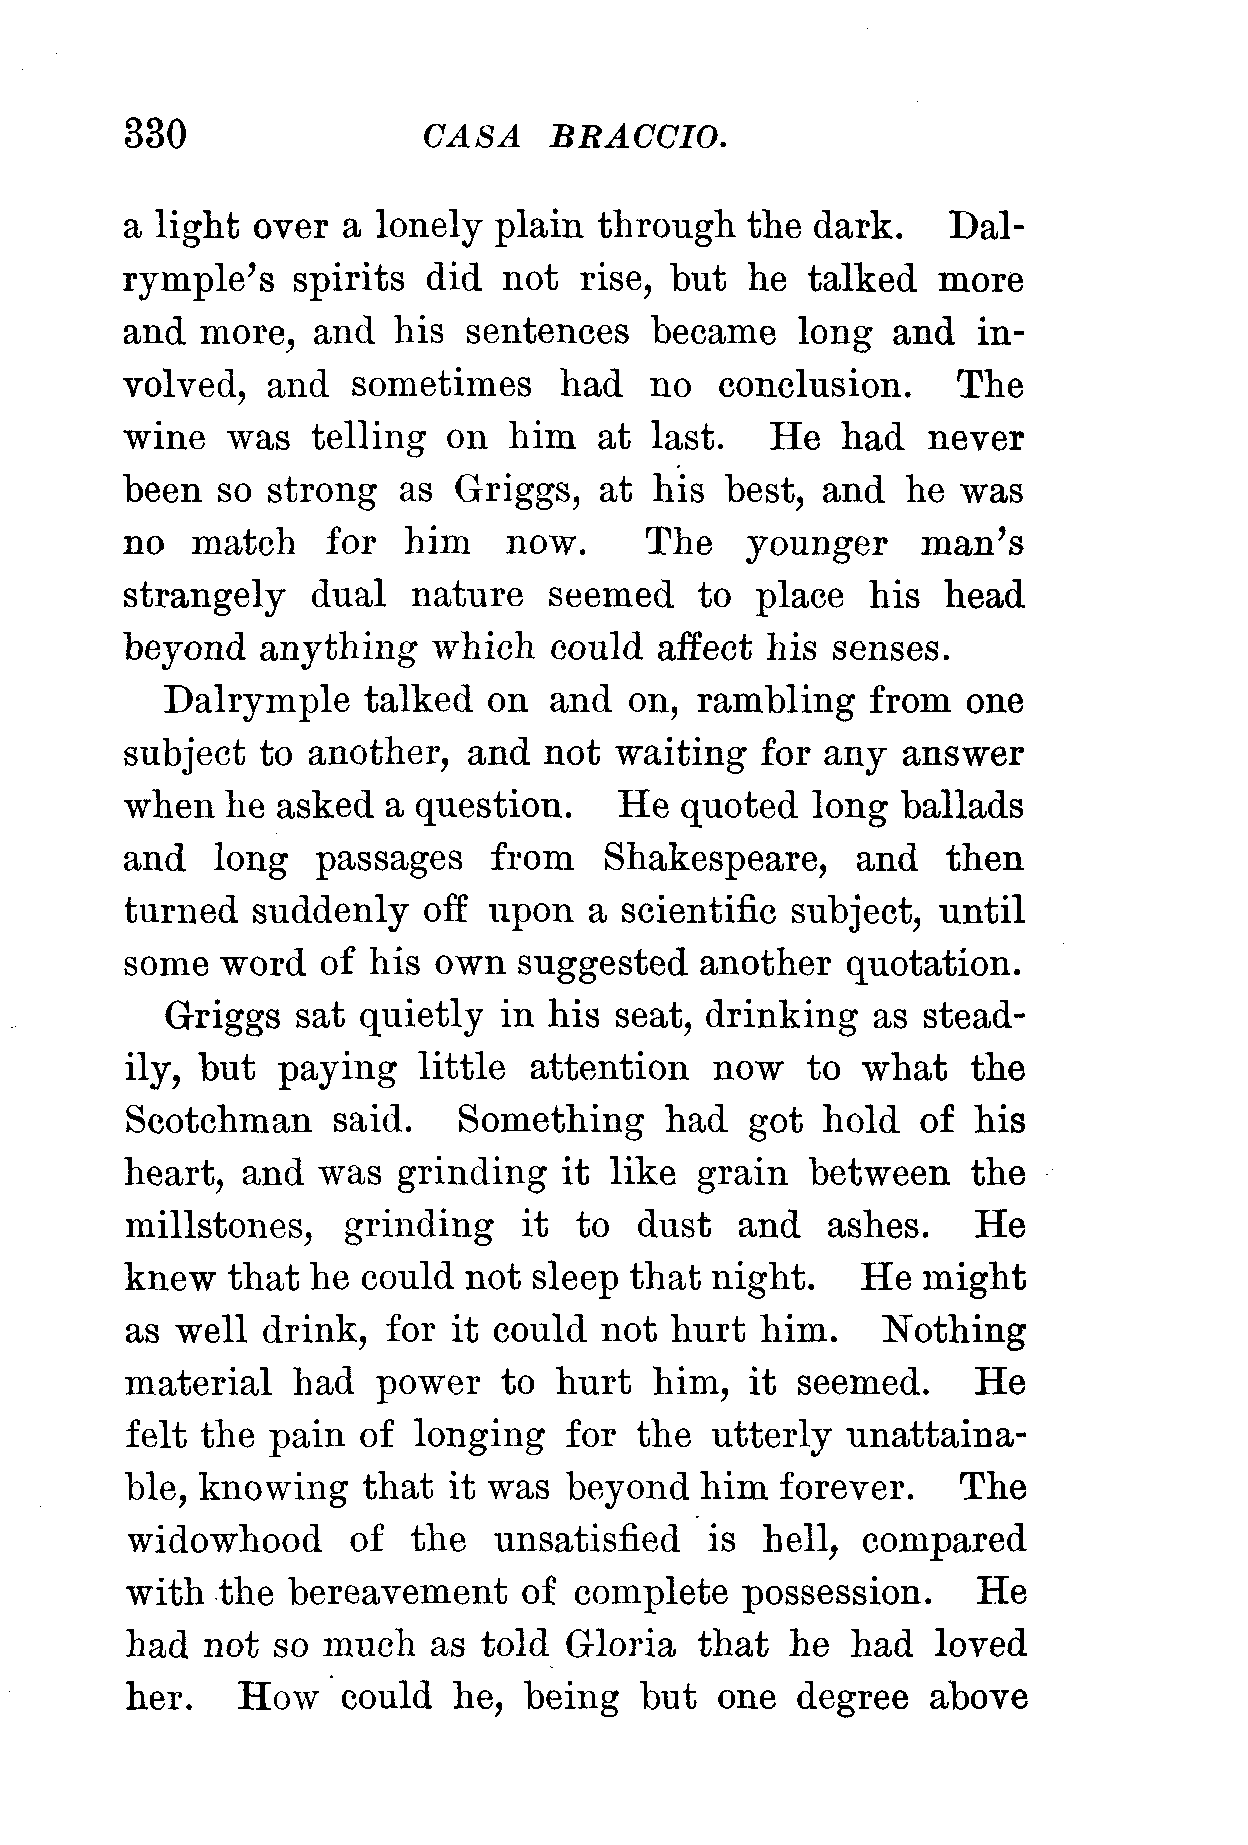 330 CASA BRACCIO.
a light over a lonely plain through the dark. Dal-
rymple's spirits did not rise, but he talked more
and more, and his sentences became long and in-
volved, and sometimes had no conclusion. The
wine was telling on him at last. He had never
been so strong as Griggs, at his best, and he was
no match for him now. The younger man's
strangely dual nature seemed to place his head
beyond anything which could affect his senses.
Dalrymple talked on and on, rambling from one
subject to another, and not waiting for any answer
when he asked a question. He quoted long ballads
and long passages from Shakespeare, and then
turned suddenly off upon a scientific subject, until
some word of his own suggested another quotation.
Griggs sat quietly in his seat, drinking as stead-
ily, but paying little attention now to what the
Scotchman said. Something had got hold of his
heart, and was grinding it like grain between the
millstones, grinding it to dust and ashes. He
knew that he could not sleep that night. He might
as well drink, for it could not hurt him. Nothing
material had power to hurt him, it seemed. He
felt the pain of longing for the utterly unattaina-
ble, knowing that it was beyond him forever. The
widowhood of the unsatisfied is hell, compared
with the bereavement of complete possession. He
had not so much as told Gloria that he had loved
her. How could he, being but one degree above